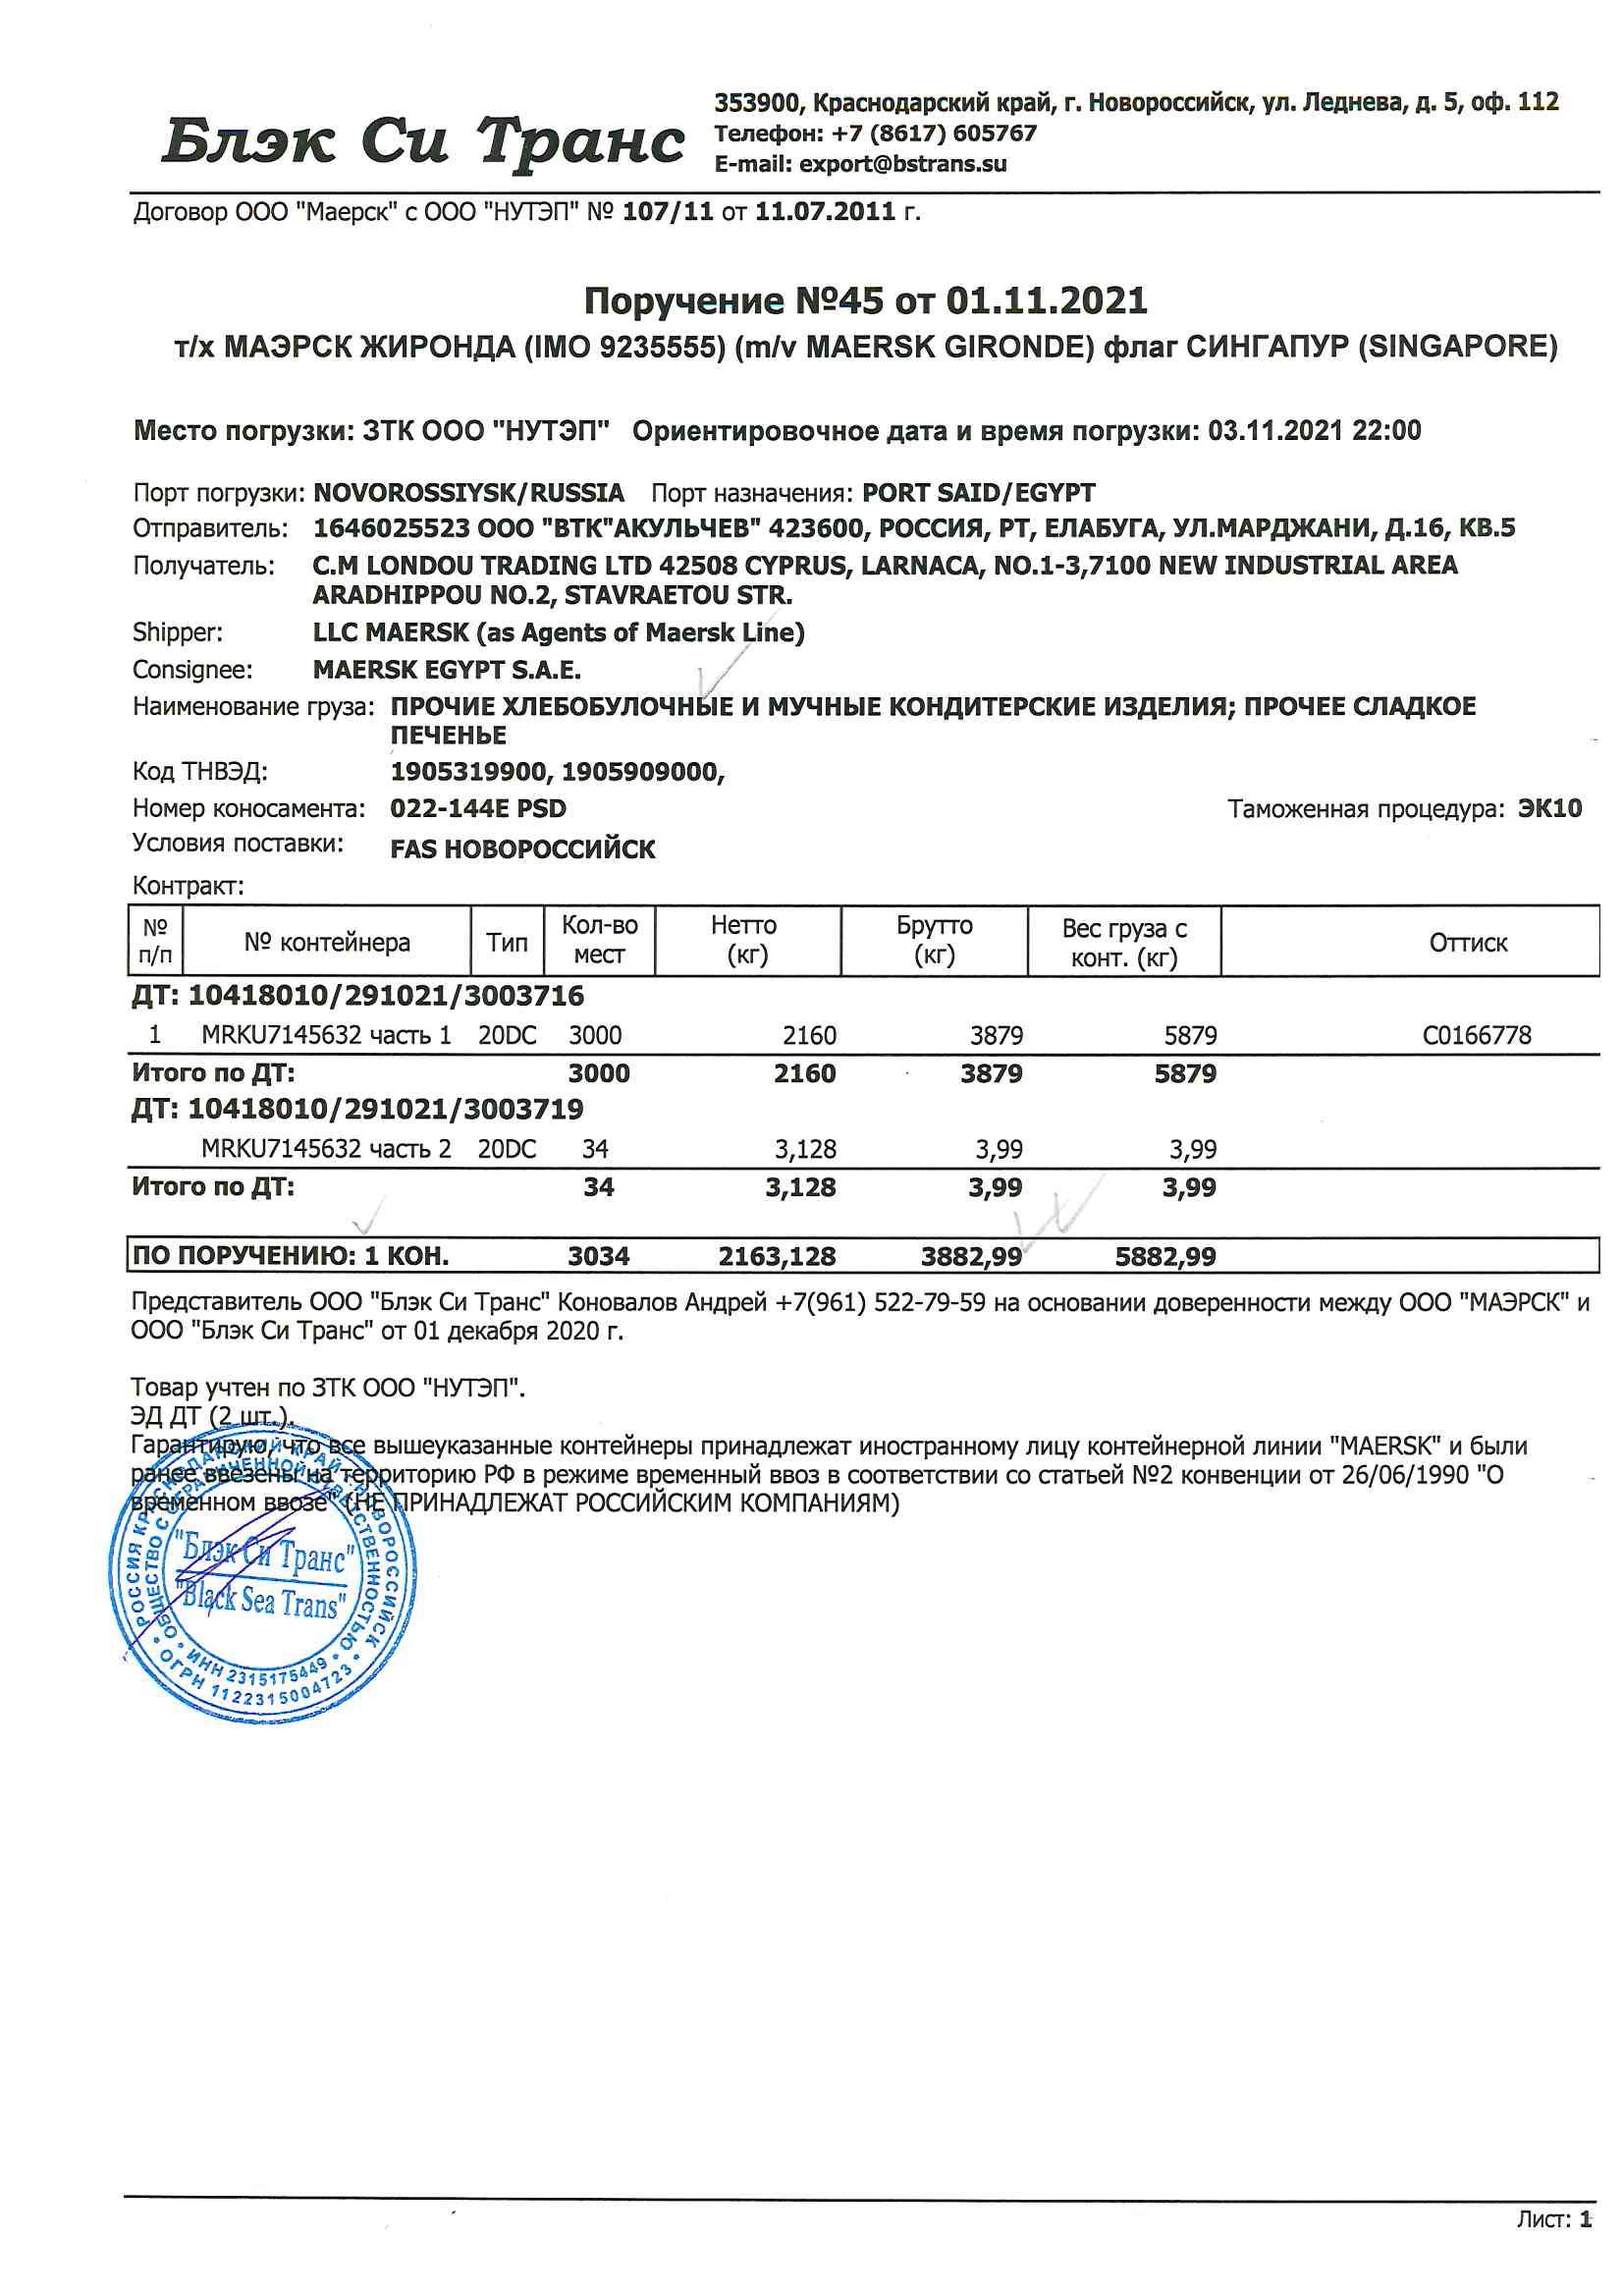 Блэк Си Транс
353900, Краснодарский край, г. Новороссийск, ул. Леднева, д. 5, оф. 112
Телефон: +7 (8617) 605767
E-mail: export@bstrans.su
Договор ООО "Маерск" с ООО "НУТЭП" № 107/11 от 11.07.2011 г.
Поручение №45 от 01.11.2021
т/х МАЭРСК ЖИРОНДА (IMO 9235555) (m/v MAERSK GIRONDE) флаг СИНГАПУР (SINGAPORE)
Место погрузки: ЗТК ООО "НУТЭП" Ориентировочное дата и время погрузки: 03.11.2021 22:00
Порт погрузки: NOVOROSSIYSK/RUSSIA Порт назначения: PORT SAID/EGYPT
Отправитель: 1646025523 ООО "ВТК"АКУЛЬЧЕВ" 423600, РОССИЯ, РТ, ЕЛАБУГА, УЛ.МАРДЖАНИ, Д.16, КВ.5
Получатель: C.M LONDOU TRADING LTD 42508 CYPRUS, LARNACA, NO.1-3,7100 NEW INDUSTRIAL AREA
ARADHIPPOU NO.2, STAVRAETOU STR.
Shipper: LLC MAERSK (as Agents of Maersk Line)
Consignee: MAERSK EGYPT S.A.E.
Наименование груза: ПРОЧИЕ ХЛЕБОБУЛОЧНЫЕ И МУЧНЫЕ КОНДИТЕРСКИЕ ИЗДЕЛИЯ; ПРОЧЕЕ СЛАДКОЕ
ПЕЧЕНЬЕ
Код ТНВЭД: 1905319900, 1905909000,
Номер коносамента: 022-144E PSD Таможенная процедура: ЭК10
Условия поставки: FAS НОВОРОССИЙСК
Контракт:
№ п/п № контейнера Тип Кол-во мест Нетто (кг) Брутто (кг) Вес груза с конт. (кг) Оттиск
ДТ: 10418010/291021/3003716
1 MRKU7145632 часть 1 20DC 3000 2160 3879 5879 C0166778
Итого по ДТ: 3000 2160 3879 5879
ДТ: 10418010/291021/3003719
MRKU7145632 часть 2 20DC 34 3,128 3,99 3,99
Итого по ДТ: 34 3,128 3,99 3,99
ПО ПОРУЧЕНИЮ: 1 КОН. 3034 2163,128 3882,99 5882,99
Представитель ООО "Блэк Си Транс" Коновалов Андрей +7(961) 522-79-59 на основании доверенности между ООО "МАЭРСК" и
ООО "Блэк Си Транс" от 01 декабря 2020 г.
Товар учтен по ЗТК ООО "НУТЭП".
ЭД ДТ (2 шт.).
Гарантирую, что все вышеуказанные контейнеры принадлежат иностранному лицу контейнерной линии "MAERSK" и были
ранее ввезены на территорию РФ в режиме временный ввоз в соответствии со статьей №2 конвенции от 26/06/1990 "О
временном ввозе" (НЕ ПРИНАДЛЕЖАТ РОССИЙСКИМ КОМПАНИЯМ)
РОССИЯ КРАСНОДАРСКИЙ КРАЙ Г. НОВОРОССИЙСК
ОБЩЕСТВО С ОГРАНИЧЕННОЙ ОТВЕТСТВЕННОСТЬЮ
"Блэк Си Транс"
"Black Sea Trans"
ИНН 2315175449
ОГРН 1122315004723
Лист: 1